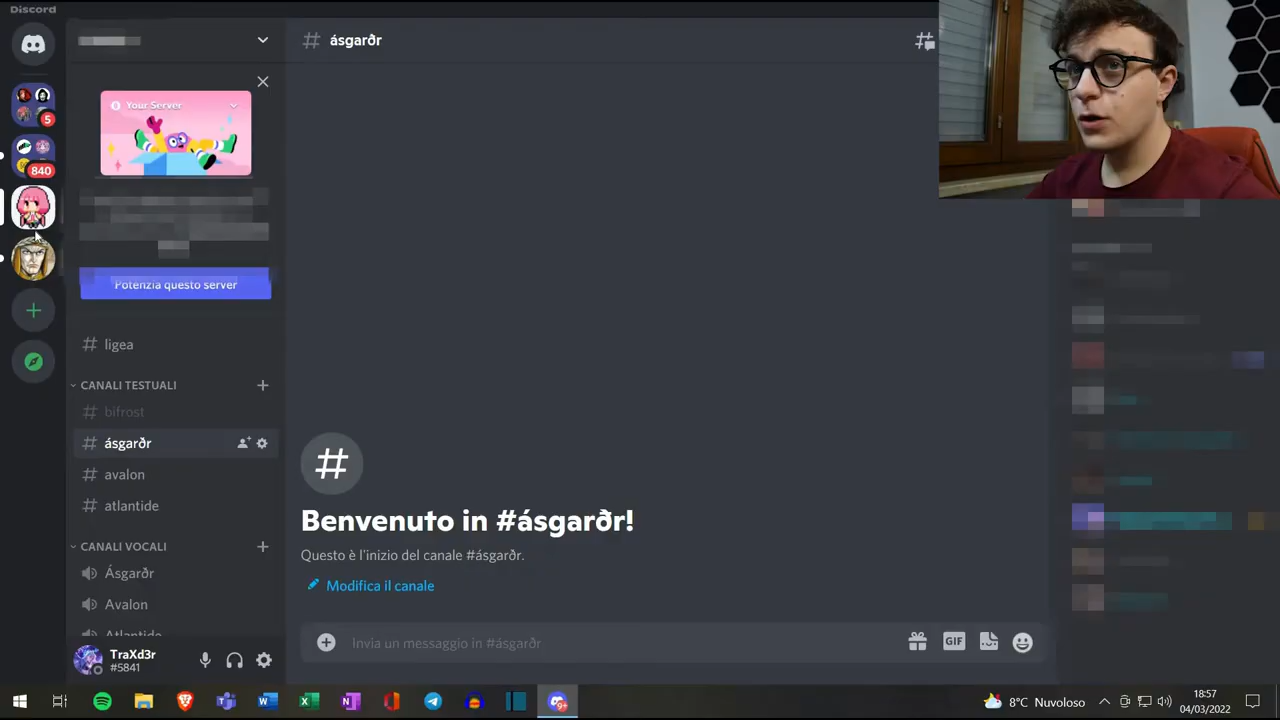 Discord
# ásgarðr
5
Your Server
840
Potenzia questo server
# ligea
CANALI TESTUALI
# bifrost
# ásgarðr
# avalon
# atlantide
CANALI VOCALI
Ásgarðr
Avalon
Atlantide
TraXd3r
#5841
Benvenuto in #ásgarðr!
Questo è l'inizio del canale #ásgarðr.
Modifica il canale
Invia un messaggio in #ásgarðr
GIF
8°C Nuvoloso
18:57
04/03/2022